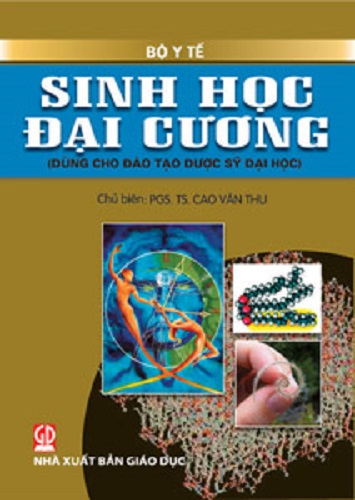 BỘ Y TẾ
SINH HỌC
ĐẠI CƯƠNG
(DÙNG CHO ĐÀO TẠO DƯỢC SỸ ĐẠI HỌC)
Chủ biên: PGS. TS. CAO VĂN THU
GD
NHÀ XUẤT BẢN GIÁO DỤC